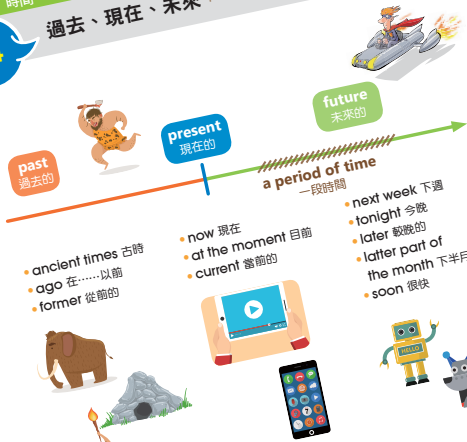 時間
過去、現在、未來
past
過去的
present
現在的
future
未來的
a period of time
一段時間
ancient times 古時
ago 在……以前
former 從前的
now 現在
at the moment 目前
current 當前的
next week 下週
tonight 今晚
later 較晚的
latter part of
the month 下半月
soon 很快
HELLO